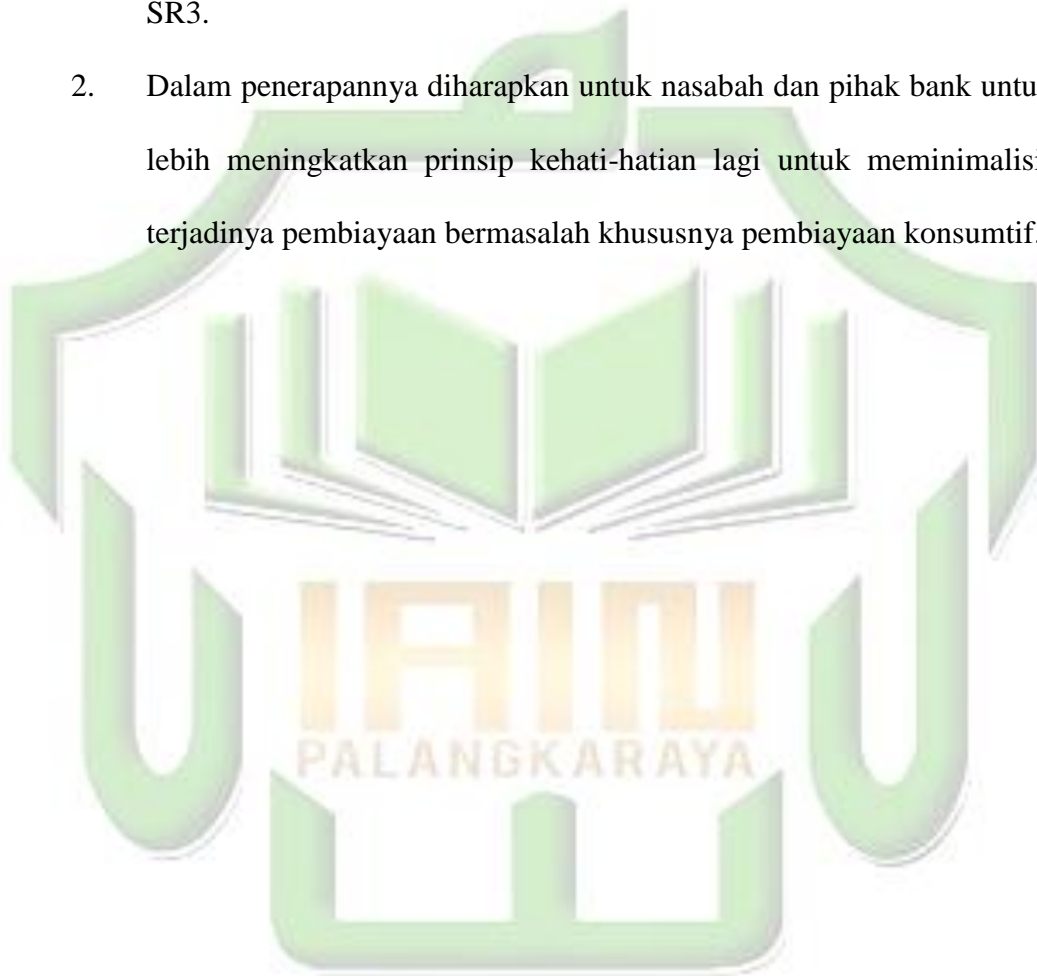 SR3.
2. Dalam penerapannya diharapkan untuk nasabah dan pihak bank untu
lebih meningkatkan prinsip kehati-hatian lagi untuk meminimalisi
terjadinya pembiayaan bermasalah khususnya pembiayaan konsumtif.
IAIN
PALANGKARAYA